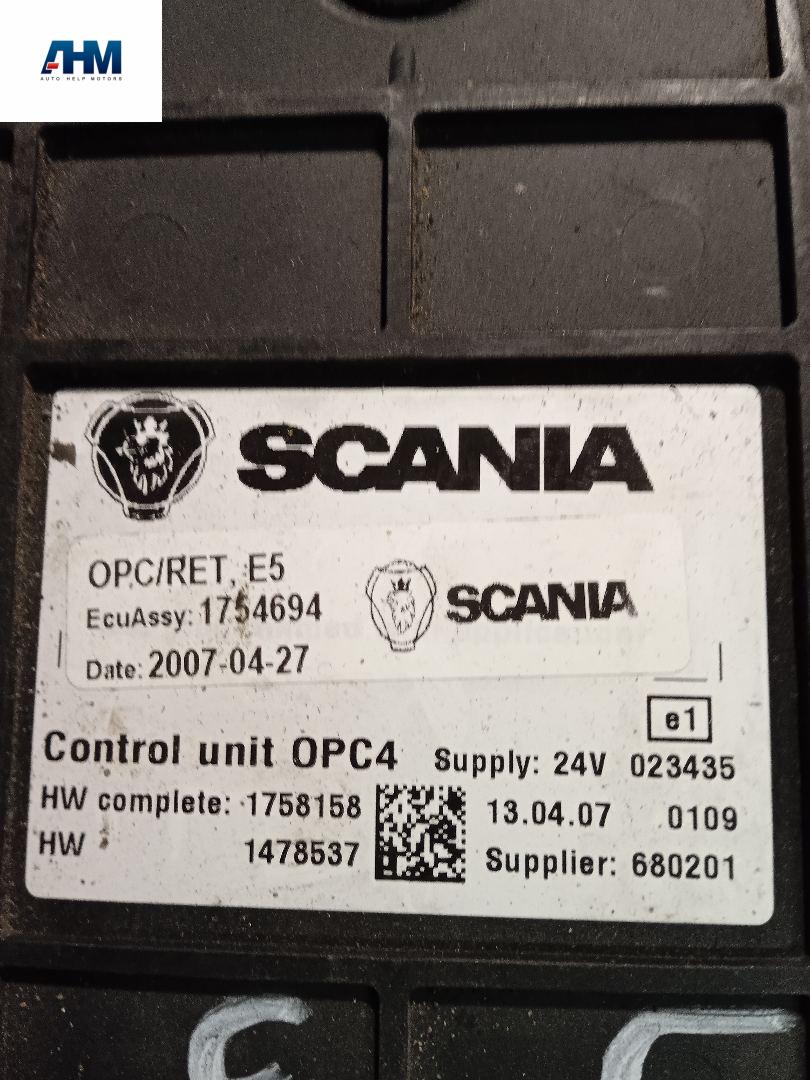 AHM
AUTO HELP MOTORS
SCANIA
OPC/RET, E5
EcuAssy: 1754694
SCANIA
Date: 2007-04-27
e1
Control unit OPC4 Supply: 24V 023435
HW complete: 1758158 13.04.07 0109
HW 1478537 Supplier: 680201
C